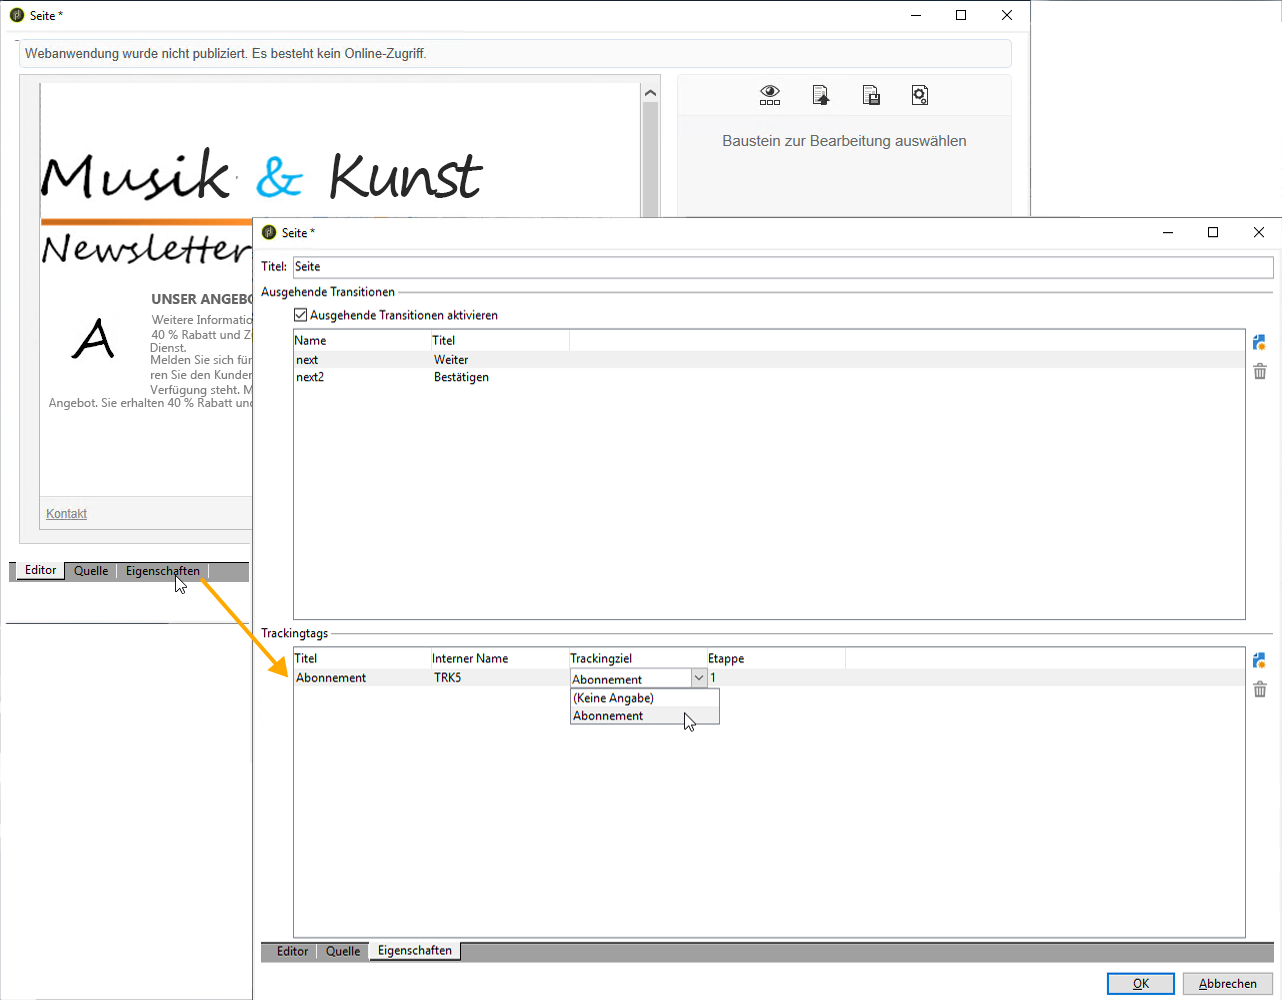 Seite *
Webanwendung wurde nicht publiziert. Es besteht kein Online-Zugriff.
Baustein zur Bearbeitung auswählen
Musik & Kunst
Newsletter
UNSER ANGEBO
Weitere Informatio
40 % Rabatt und Z
Dienst.
Melden Sie sich für
ren Sie den Kunden
Verfügung steht. M
Angebot. Sie erhalten 40 % Rabatt und
A
Kontakt
Editor Quelle Eigenschaften
Seite *
Titel: Seite
Ausgehende Transitionen
Ausgehende Transitionen aktivieren
Name Titel
next Weiter
next2 Bestätigen
Trackingtags
Titel Interner Name Trackingziel Etappe
Abonnement TRK5 Abonnement 1
(Keine Angabe)
Abonnement
Editor Quelle Eigenschaften
OK Abbrechen